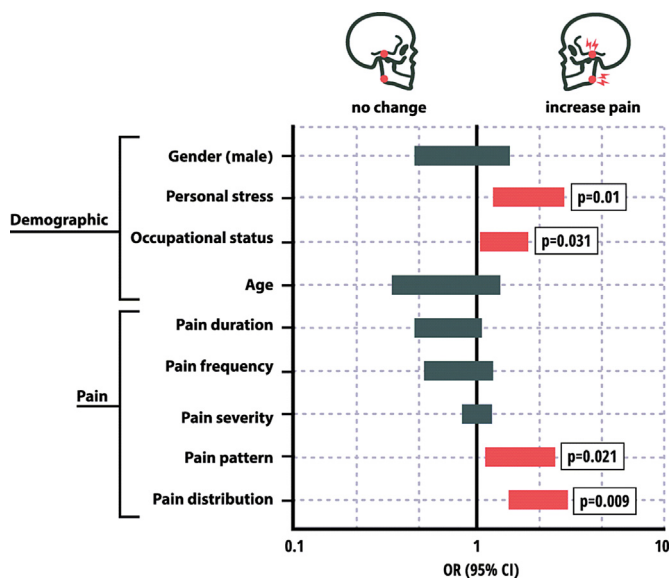 no change
increase pain
Demographic
Gender (male)
Personal stress
p=0.01
Occupational status
p=0.031
Age
Pain
Pain duration
Pain frequency
Pain severity
Pain pattern
p=0.021
Pain distribution
p=0.009
0.1
1
10
OR (95% CI)